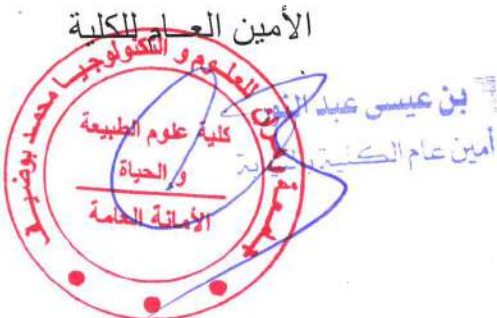 الأمين العام للكلية
جامعة العلوم و التكنولوجيا محمد بوضياف
كلية علوم الطبيعة
و الحياة
الأمانة العامة
بن عيسى عبد
أمين عام الكلية